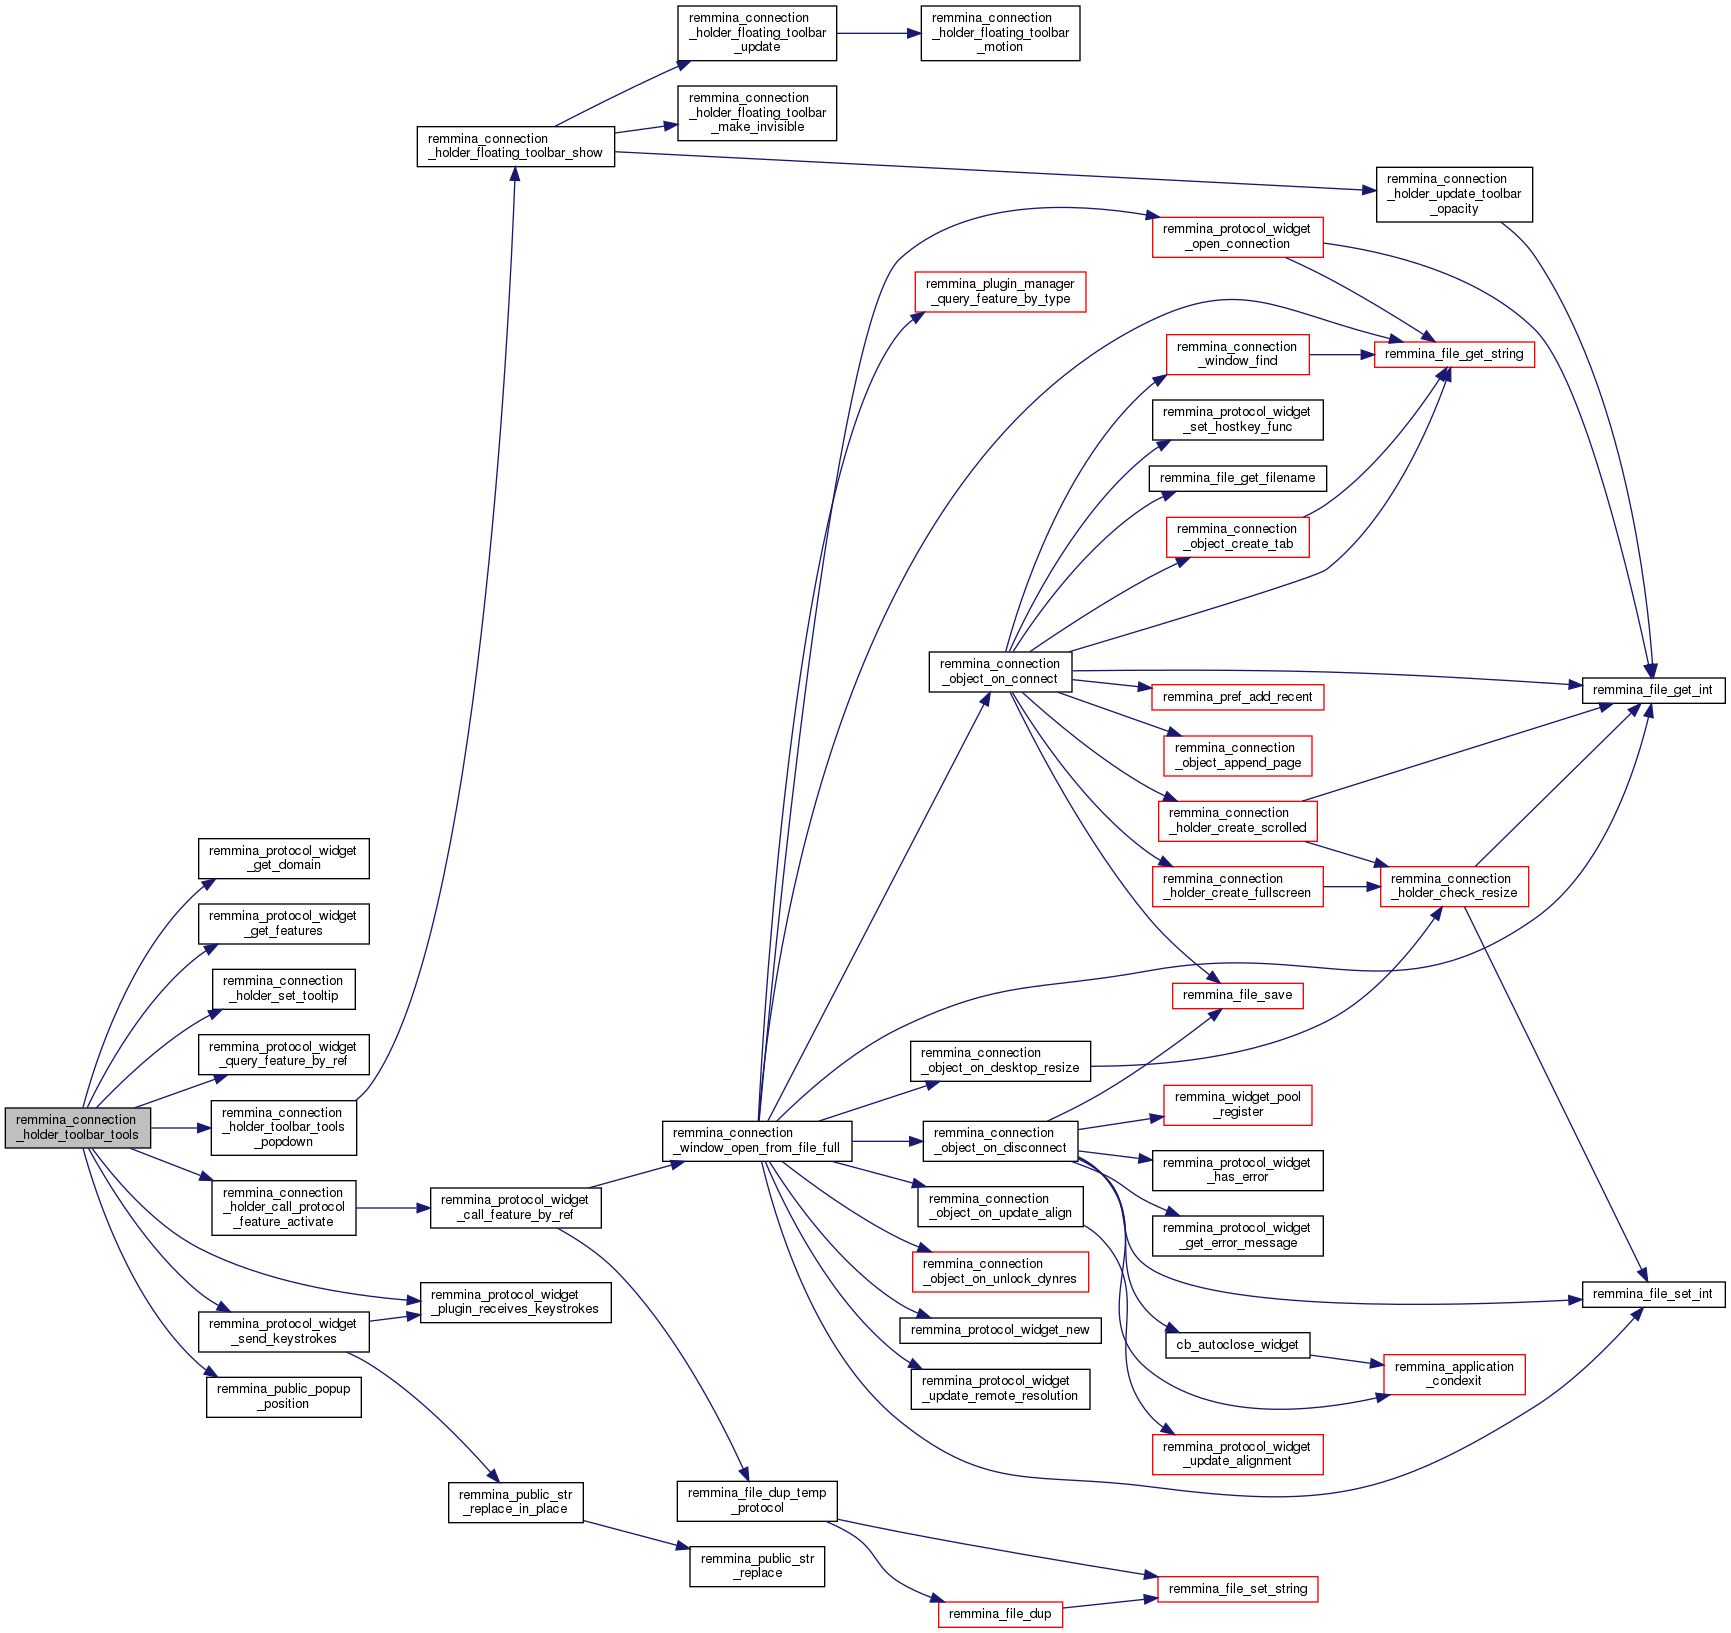 remmina_connection
_holder_floating_toolbar
_update
remmina_connection
_holder_floating_toolbar
_motion
remmina_connection
_holder_floating_toolbar
_make_invisible
remmina_connection
_holder_floating_toolbar_show
remmina_connection
_holder_update_toolbar
_opacity
remmina_protocol_widget
_open_connection
remmina_plugin_manager
_query_feature_by_type
remmina_connection
_window_find
remmina_file_get_string
remmina_protocol_widget
_set_hostkey_func
remmina_file_get_filename
remmina_connection
_object_create_tab
remmina_connection
_object_on_connect
remmina_file_get_int
remmina_pref_add_recent
remmina_connection
_object_append_page
remmina_connection
_holder_create_scrolled
remmina_connection
_holder_create_fullscreen
remmina_connection
_holder_check_resize
remmina_protocol_widget
_get_domain
remmina_protocol_widget
_get_features
remmina_connection
_holder_set_tooltip
remmina_file_save
remmina_protocol_widget
_query_feature_by_ref
remmina_connection
_object_on_desktop_resize
remmina_connection
_holder_toolbar_tools
remmina_connection
_holder_toolbar_tools
_popdown
remmina_connection
_window_open_from_file_full
remmina_connection
_object_on_disconnect
remmina_widget_pool
_register
remmina_protocol_widget
_has_error
remmina_connection
_holder_call_protocol
_feature_activate
remmina_protocol_widget
_call_feature_by_ref
remmina_connection
_object_on_update_align
remmina_protocol_widget
_get_error_message
remmina_connection
_object_on_unlock_dynres
remmina_protocol_widget
_plugin_receives_keystrokes
remmina_file_set_int
remmina_protocol_widget
_send_keystrokes
remmina_protocol_widget_new
cb_autoclose_widget
remmina_application
_condexit
remmina_public_popup
_position
remmina_protocol_widget
_update_remote_resolution
remmina_protocol_widget
_update_alignment
remmina_public_str
_replace_in_place
remmina_file_dup_temp
_protocol
remmina_public_str
_replace
remmina_file_set_string
remmina_file_dup